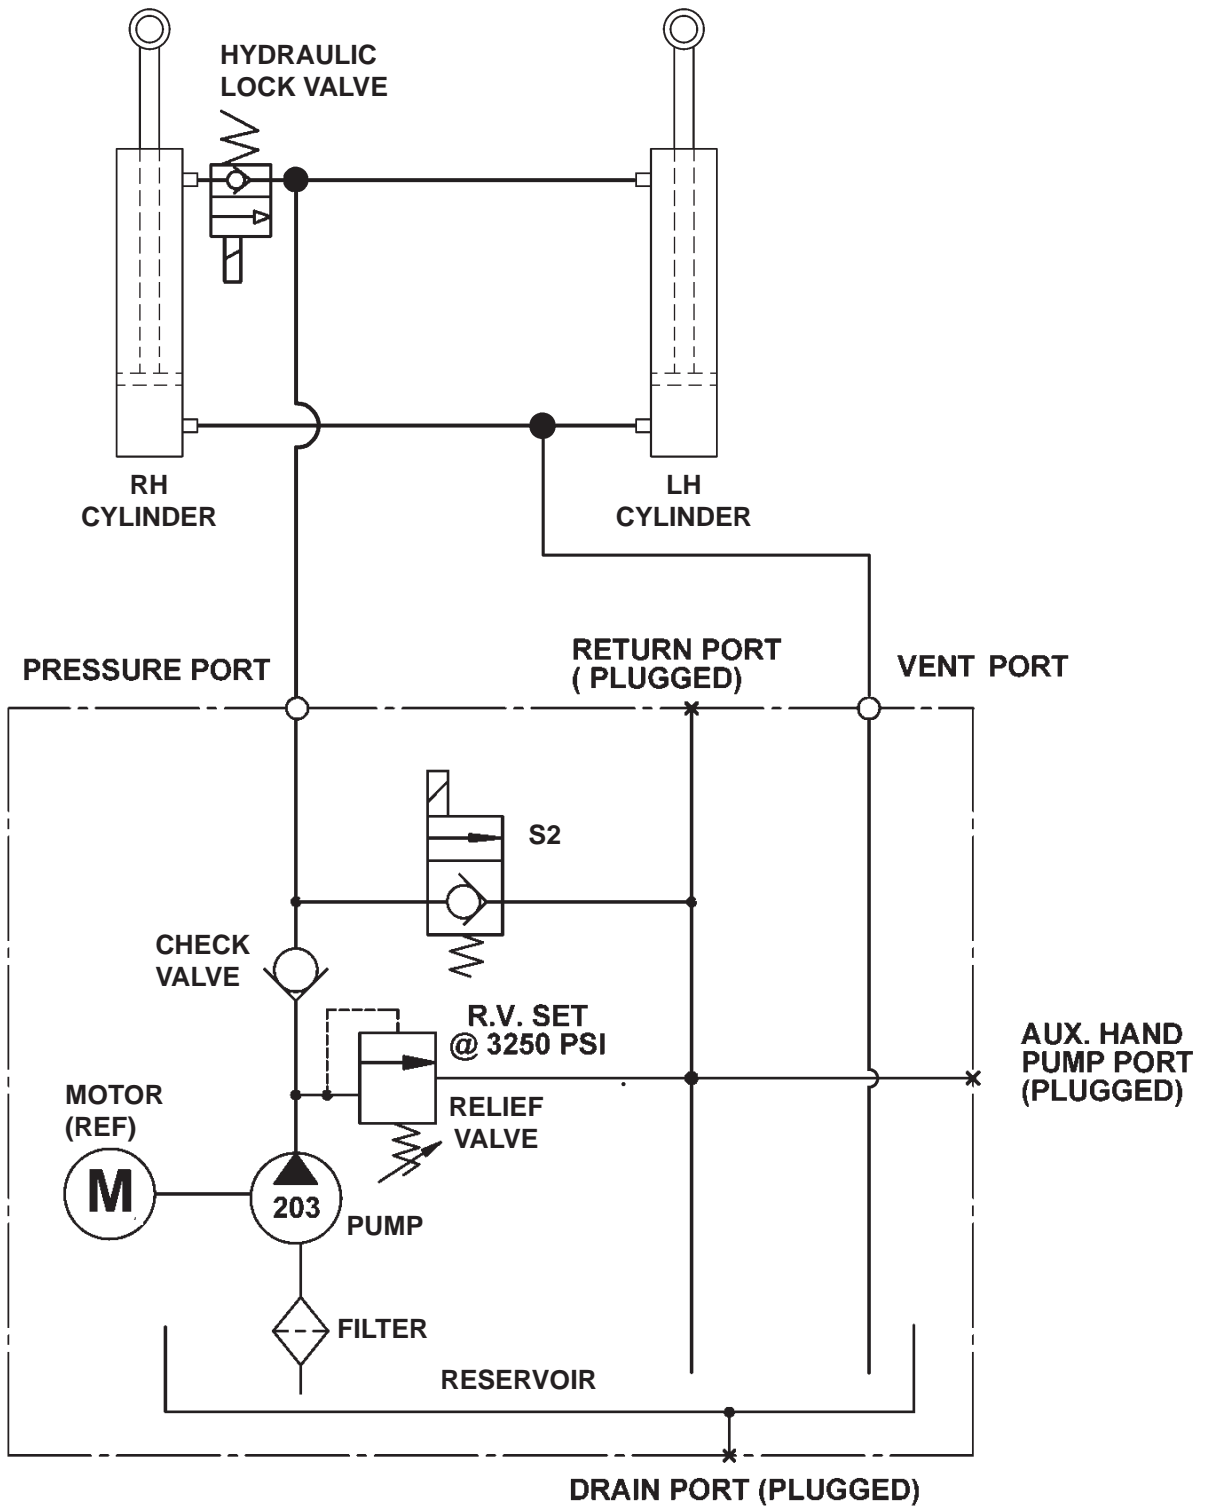 HYDRAULIC
LOCK VALVE
RH
CYLINDER
LH
CYLINDER
PRESSURE PORT
RETURN PORT
( PLUGGED)
VENT PORT
S2
CHECK
VALVE
R.V. SET
@ 3250 PSI
AUX. HAND
PUMP PORT
(PLUGGED)
MOTOR
(REF)
RELIEF
VALVE
M
203
PUMP
FILTER
RESERVOIR
DRAIN PORT (PLUGGED)